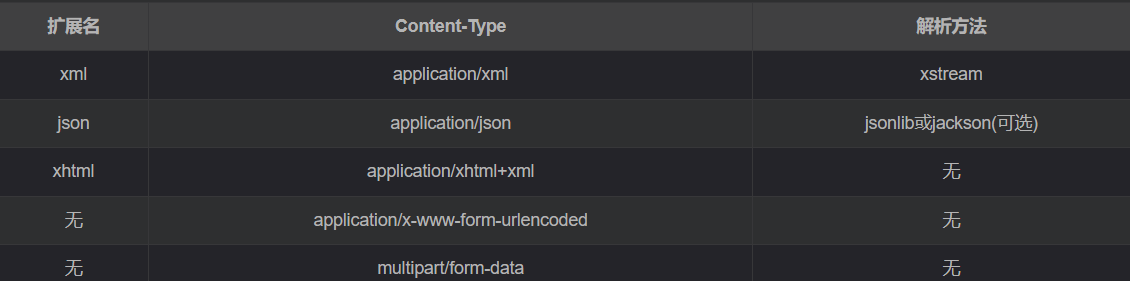 扩展名 Content-Type 解析方法
xml application/xml xstream
json application/json jsonlib或jackson(可选)
xhtml application/xhtml+xml 无
无 application/x-www-form-urlencoded 无
无 multipart/form-data 无